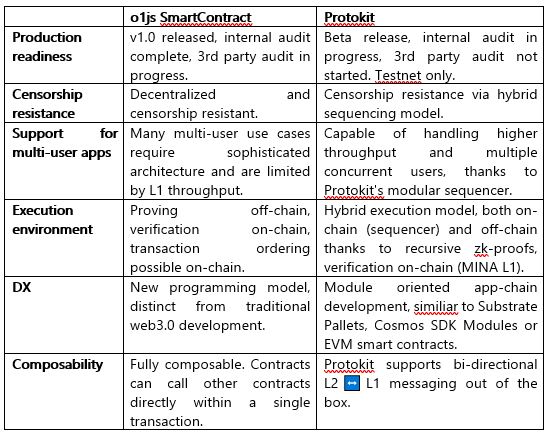 o1js SmartContract
Protokit
Production
readiness
v1.0 released, internal audit
complete, 3rd party audit in
progress.
Beta release, internal audit in
progress, 3rd party audit not
started. Testnet only.
Censorship
resistance
Decentralized and
censorship resistant.
Censorship resistance via hybrid
sequencing model.
Support for
multi-user apps
Many multi-user use cases
require sophisticated
architecture and are limited
by L1 throughput.
Capable of handling higher
throughput and multiple
concurrent users, thanks to
Protokit's modular sequencer.
Execution
environment
Proving off-chain,
verification on-chain,
transaction ordering
possible on-chain.
Hybrid execution model, both on-
chain (sequencer) and off-chain
thanks to recursive zk-proofs,
verification on-chain (MINA L1).
DX
New programming model,
distinct from traditional
web3.0 development.
Module oriented app-chain
development, similiar to Substrate
Pallets, Cosmos SDK Modules or
EVM smart contracts.
Composability
Fully composable. Contracts
can call other contracts
directly within a single
transaction.
Protokit supports bi-directional
L2 ↔ L1 messaging out of the
box.